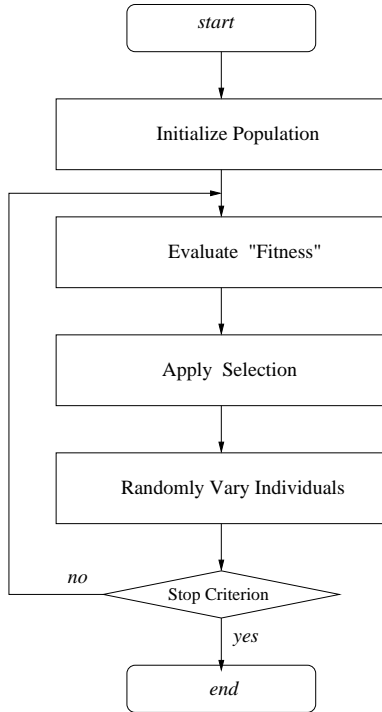 start
Initialize Population
Evaluate "Fitness"
Apply Selection
Randomly Vary Individuals
no
Stop Criterion
yes
end